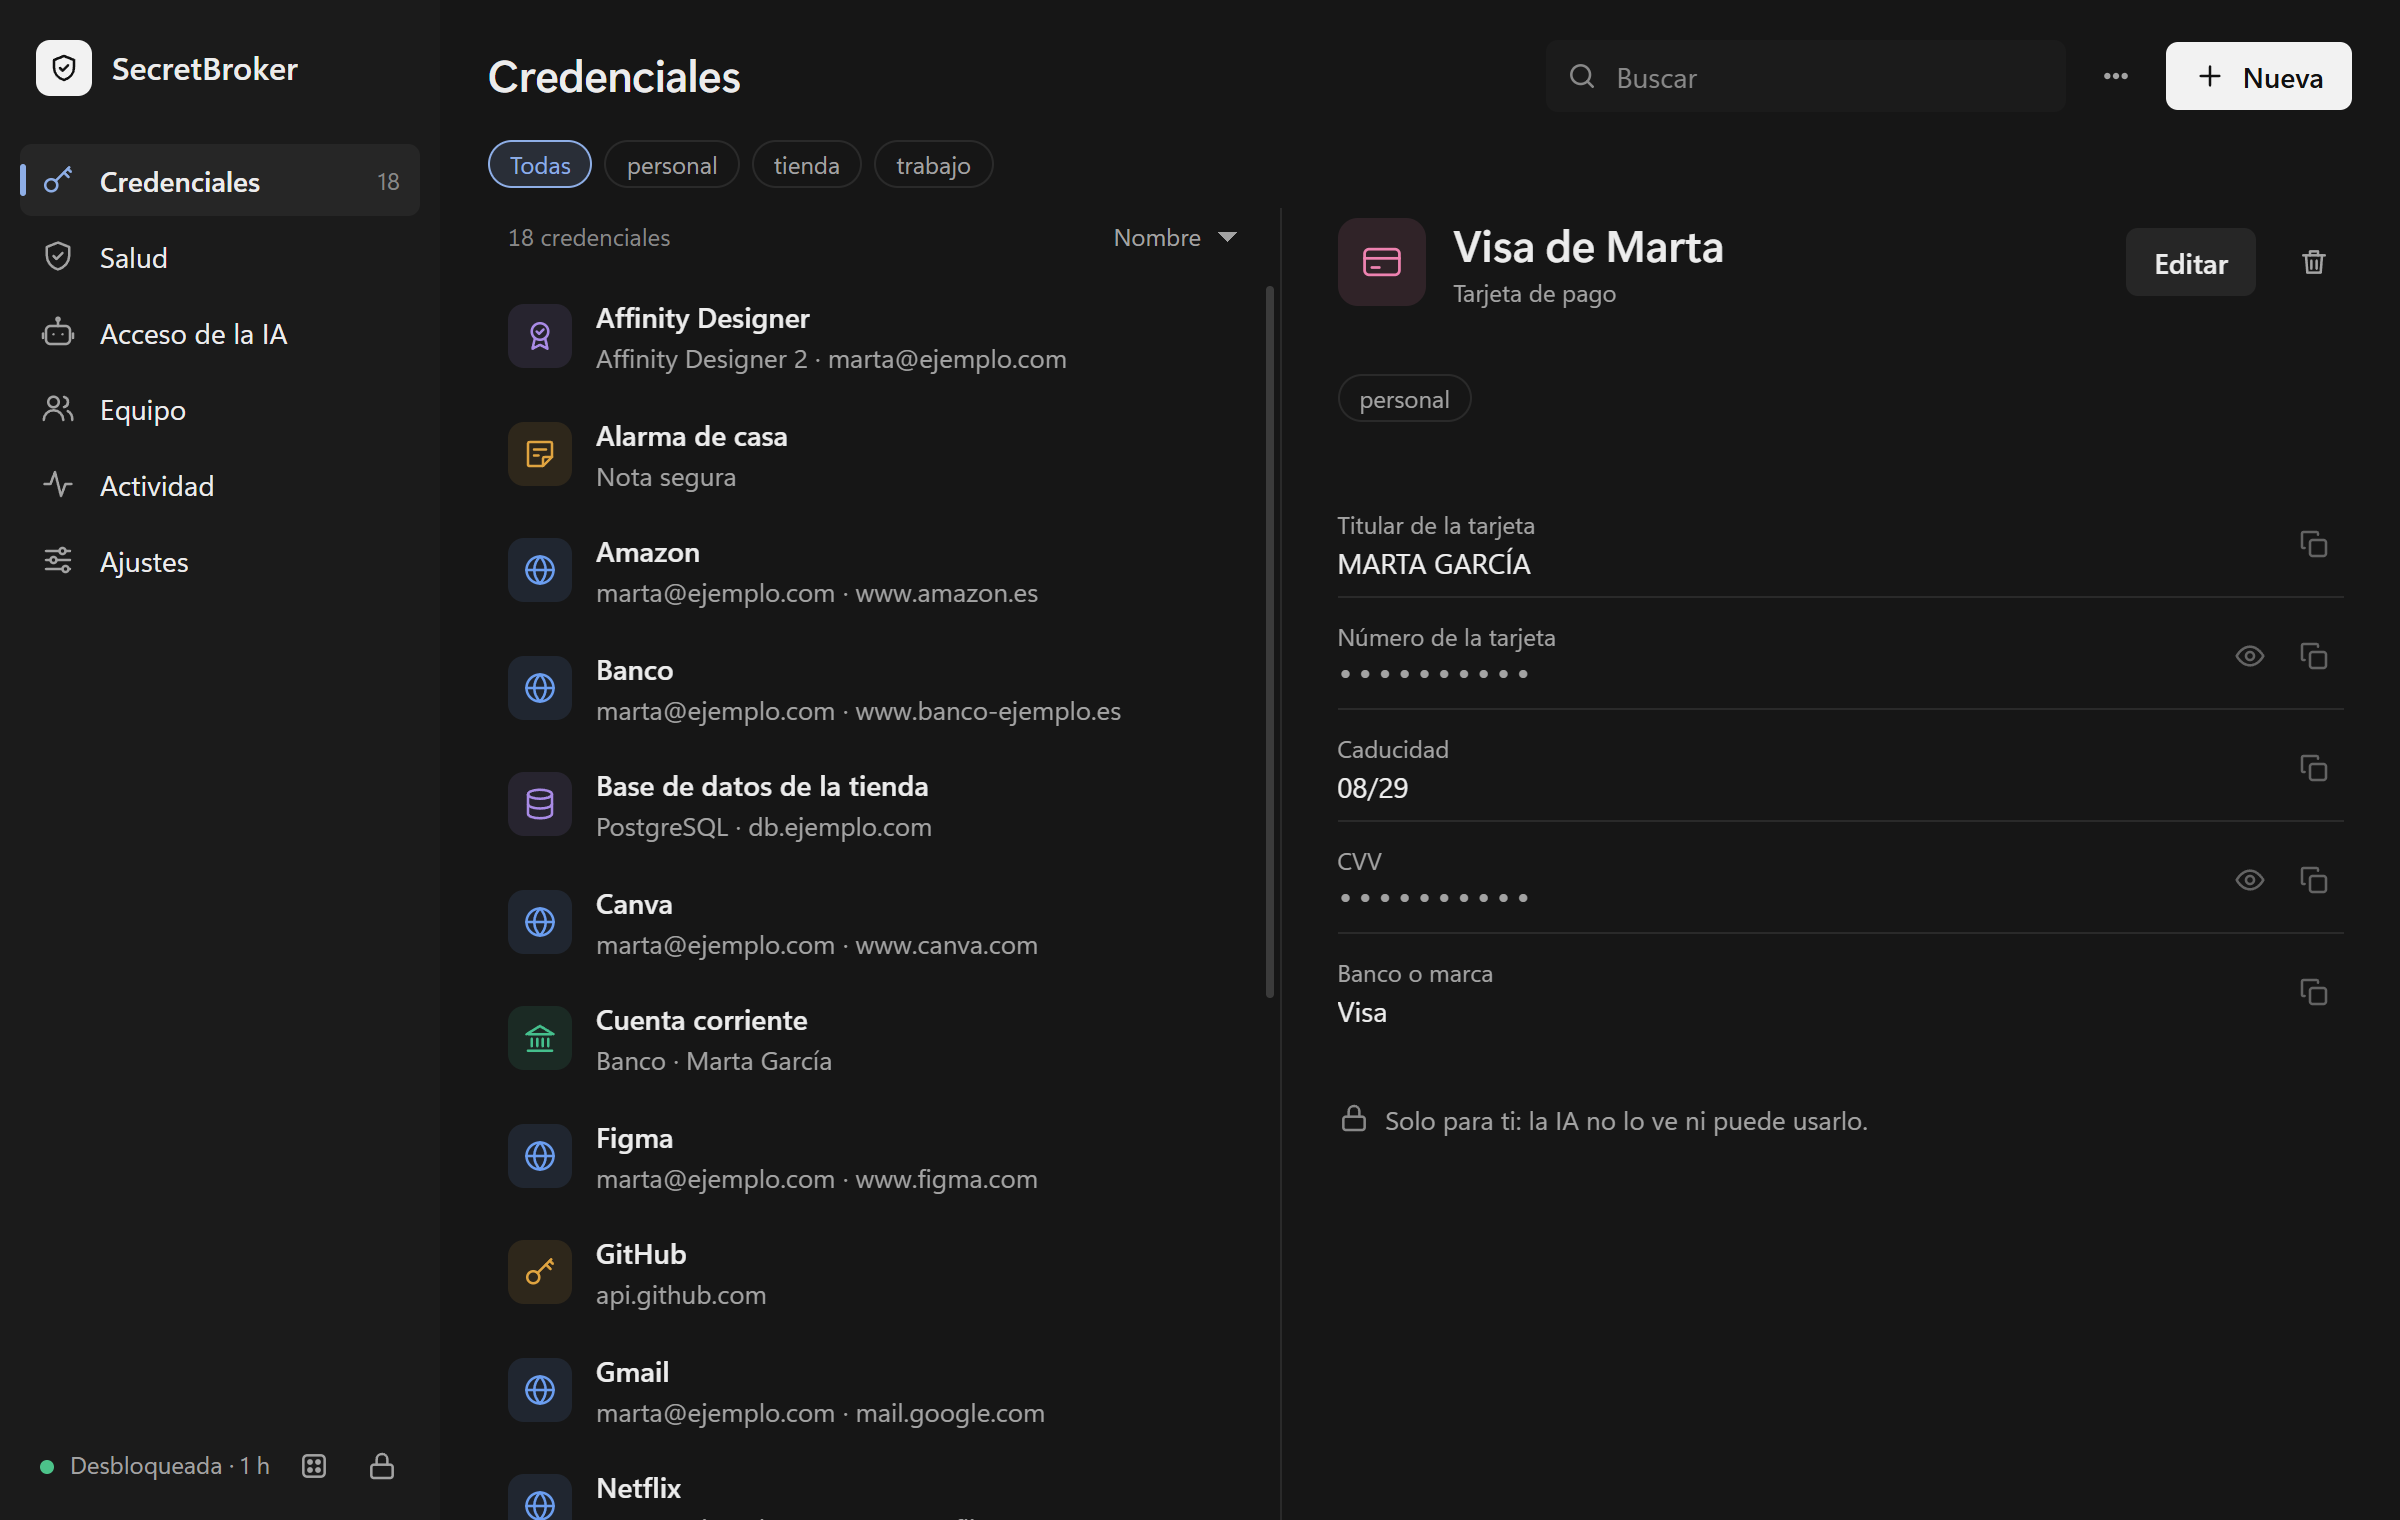 SecretBroker
Credenciales 18
Salud
Acceso de la IA
Equipo
Actividad
Ajustes
Desbloqueada · 1 h
Credenciales
Buscar
Nueva
Todas personal tienda trabajo
18 credenciales
Nombre
Affinity Designer
Affinity Designer 2 · marta@ejemplo.com
Alarma de casa
Nota segura
Amazon
marta@ejemplo.com · www.amazon.es
Banco
marta@ejemplo.com · www.banco-ejemplo.es
Base de datos de la tienda
PostgreSQL · db.ejemplo.com
Canva
marta@ejemplo.com · www.canva.com
Cuenta corriente
Banco · Marta García
Figma
marta@ejemplo.com · www.figma.com
GitHub
api.github.com
Gmail
marta@ejemplo.com · mail.google.com
Netflix
Visa de Marta
Tarjeta de pago
Editar
personal
Titular de la tarjeta
MARTA GARCÍA
Número de la tarjeta
••••••••••
Caducidad
08/29
CVV
••••••••••
Banco o marca
Visa
Solo para ti: la IA no lo ve ni puede usarlo.